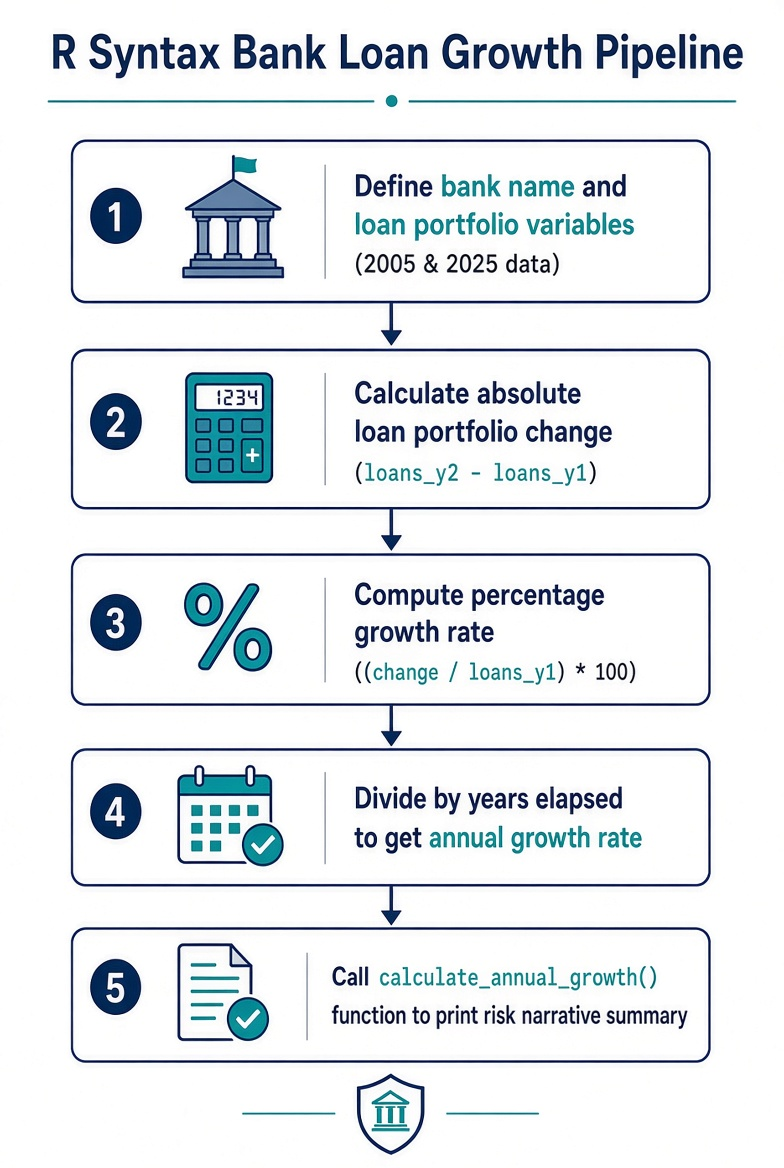 R Syntax Bank Loan Growth Pipeline
1
Define bank name and
loan portfolio variables
(2005 & 2025 data)
2
1234
+
Calculate absolute
loan portfolio change
(loans_y2 - loans_y1)
3
%
Compute percentage
growth rate
((change / loans_y1) * 100)
4
Divide by years elapsed
to get annual growth rate
5
Call calculate_annual_growth()
function to print risk narrative summary